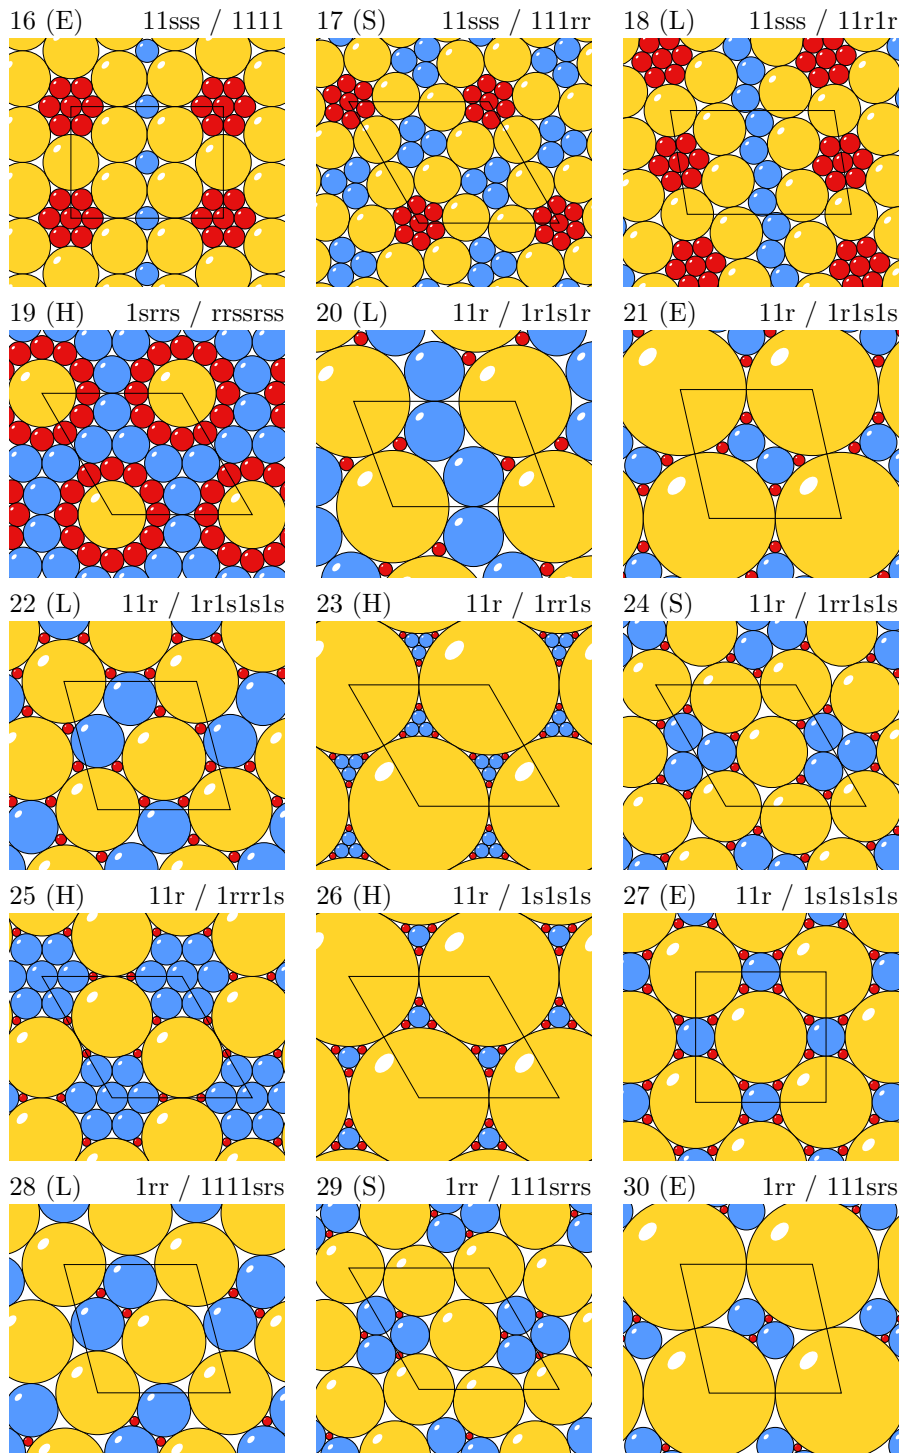 16 (E) 11sss / 1111
17 (S) 11sss / 111rr
18 (L) 11sss / 11r1r
19 (H) 1srrs / rrssrss
20 (L) 11r / 1r1s1r
21 (E) 11r / 1r1s1s
22 (L) 11r / 1r1s1s1s
23 (H) 11r / 1rr1s
24 (S) 11r / 1rr1s1s
25 (H) 11r / 1rrr1s
26 (H) 11r / 1s1s1s
27 (E) 11r / 1s1s1s1s
28 (L) 1rr / 1111srs
29 (S) 1rr / 111srrs
30 (E) 1rr / 111srs